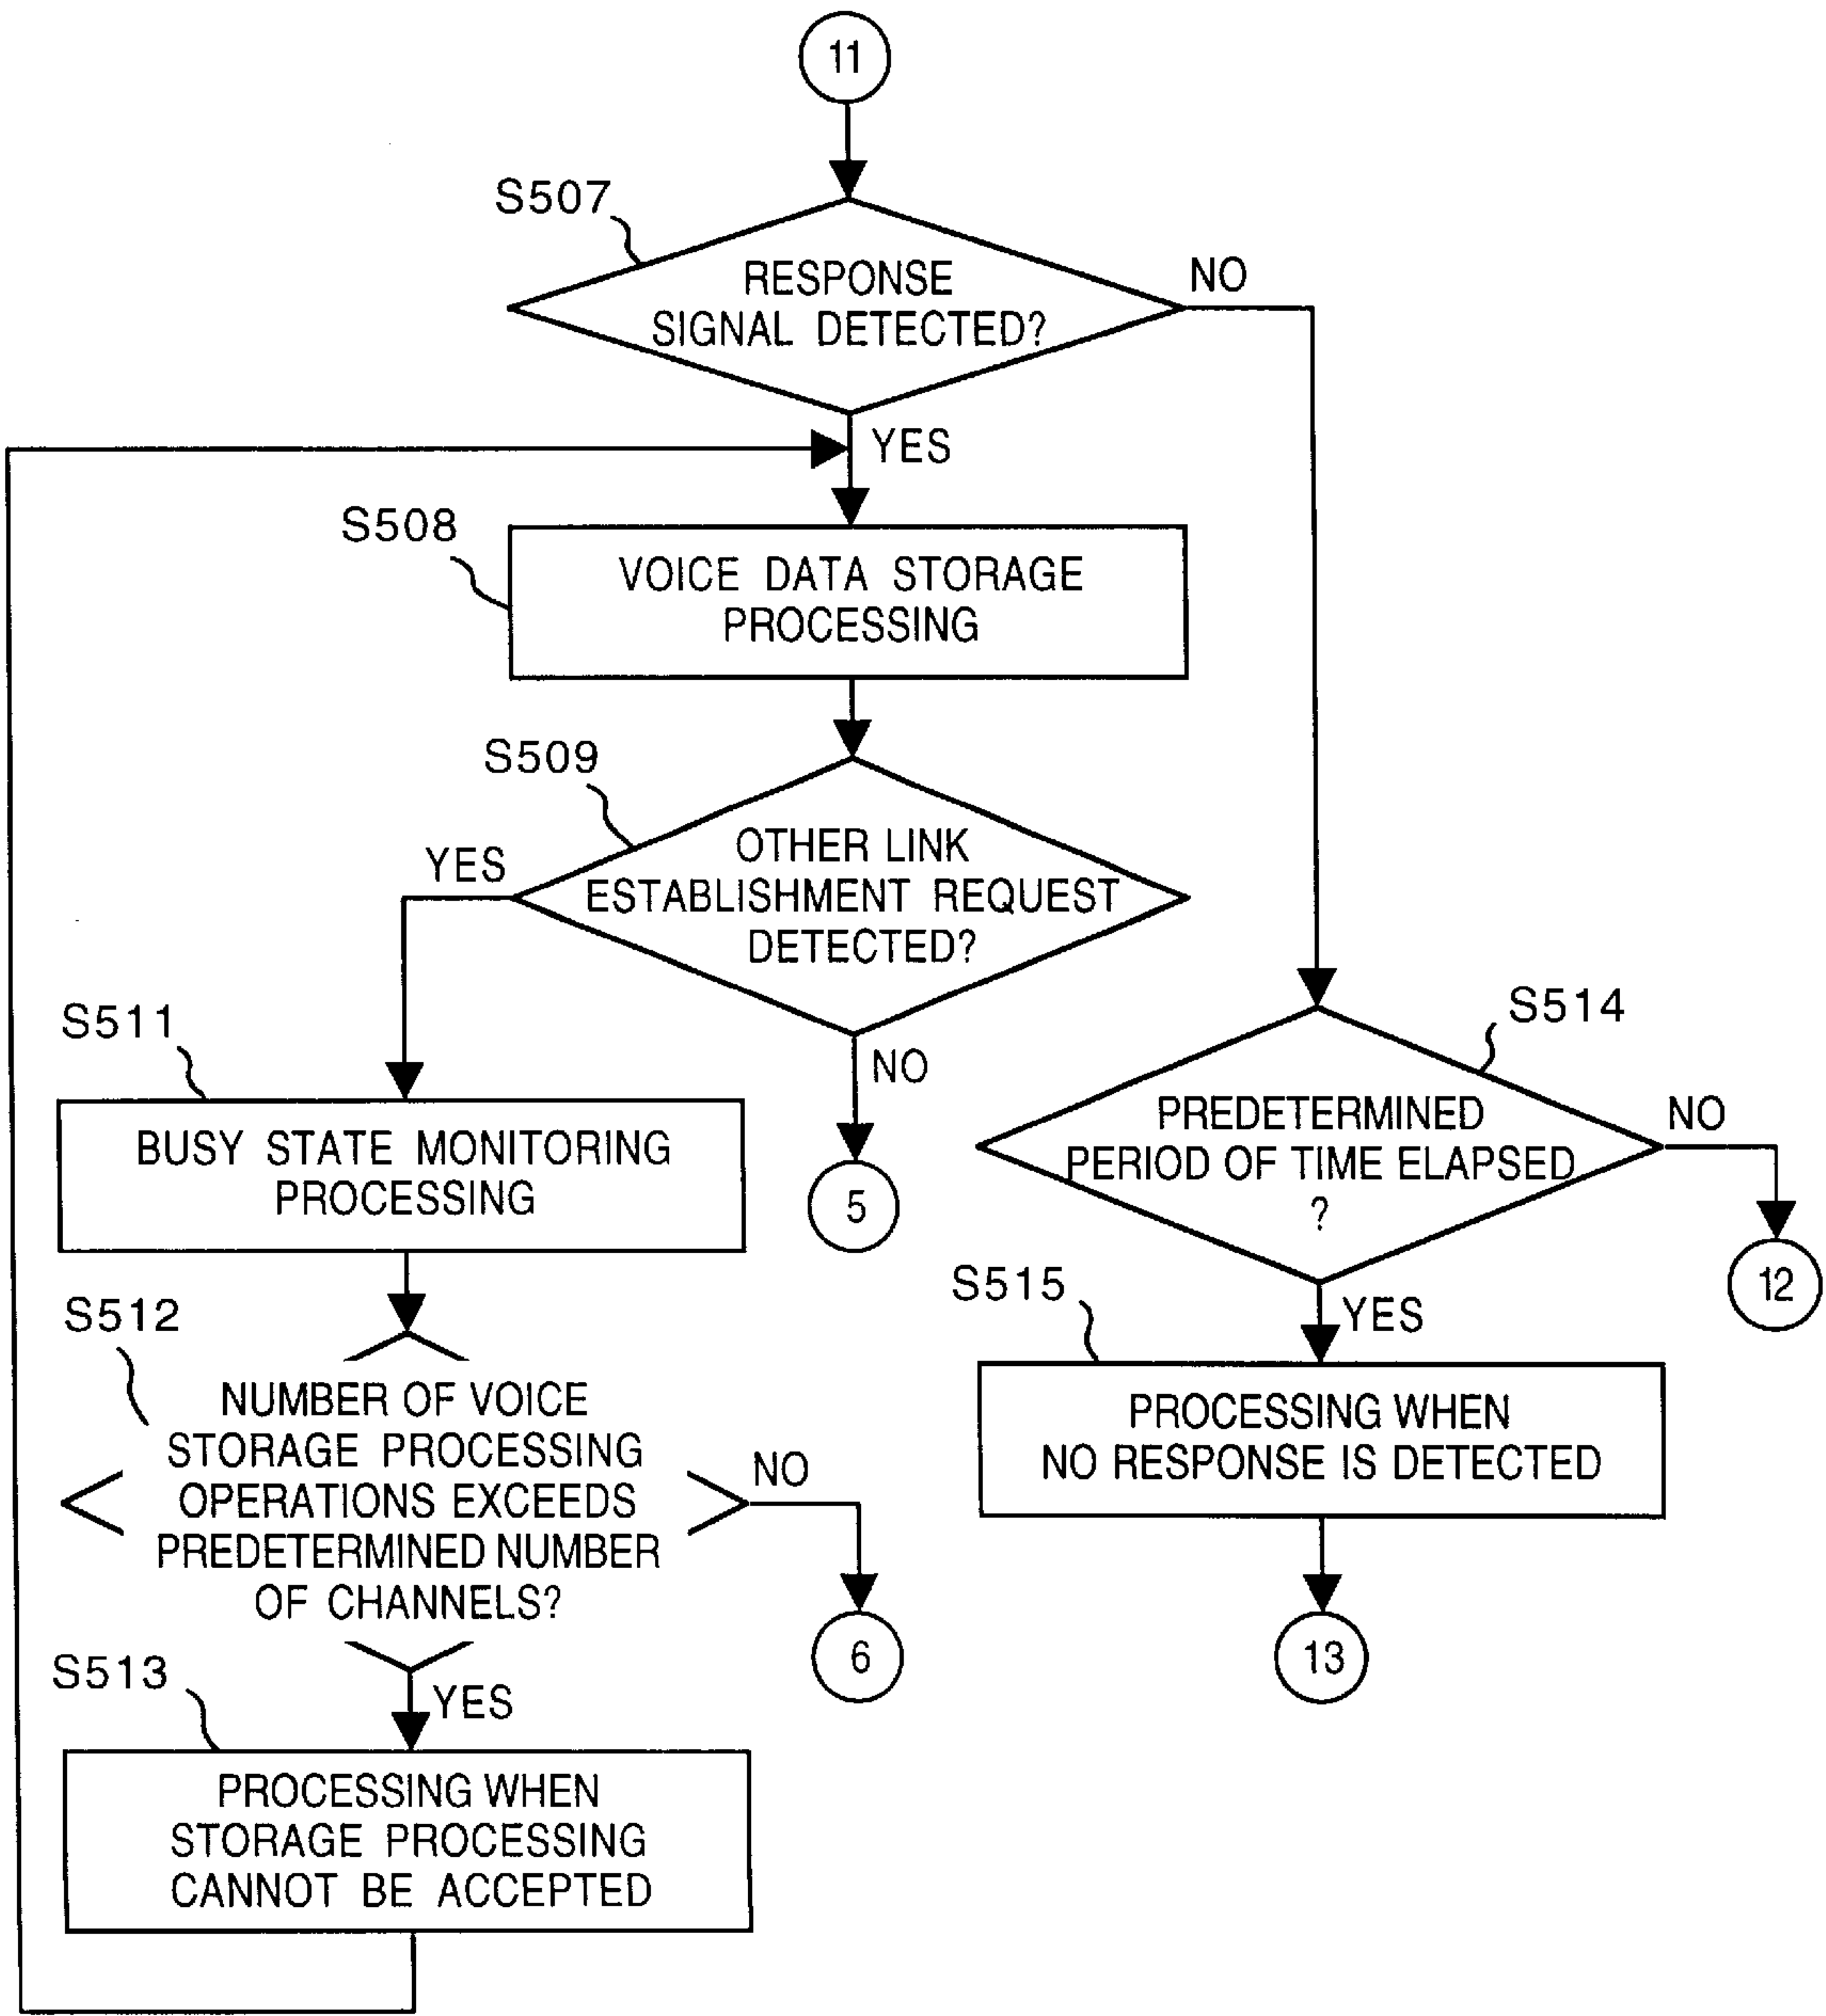 11
S507
RESPONSE
SIGNAL DETECTED?
NO
YES
S508
VOICE DATA STORAGE
PROCESSING
S509
OTHER LINK
ESTABLISHMENT REQUEST
DETECTED?
YES
NO
5
S511
BUSY STATE MONITORING
PROCESSING
S514
PREDETERMINED
PERIOD OF TIME ELAPSED
?
NO
12
YES
S512
NUMBER OF VOICE
STORAGE PROCESSING
OPERATIONS EXCEEDS
PREDETERMINED NUMBER
OF CHANNELS?
NO
6
YES
S515
PROCESSING WHEN
NO RESPONSE IS DETECTED
13
S513
PROCESSING WHEN
STORAGE PROCESSING
CANNOT BE ACCEPTED